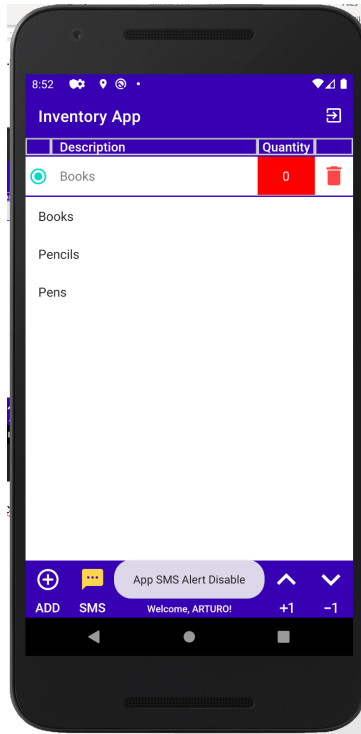 8:52
Inventory App
Description Quantity
Books 0
Books
Pencils
Pens
App SMS Alert Disable
ADD SMS Welcome, ARTURO! +1 −1